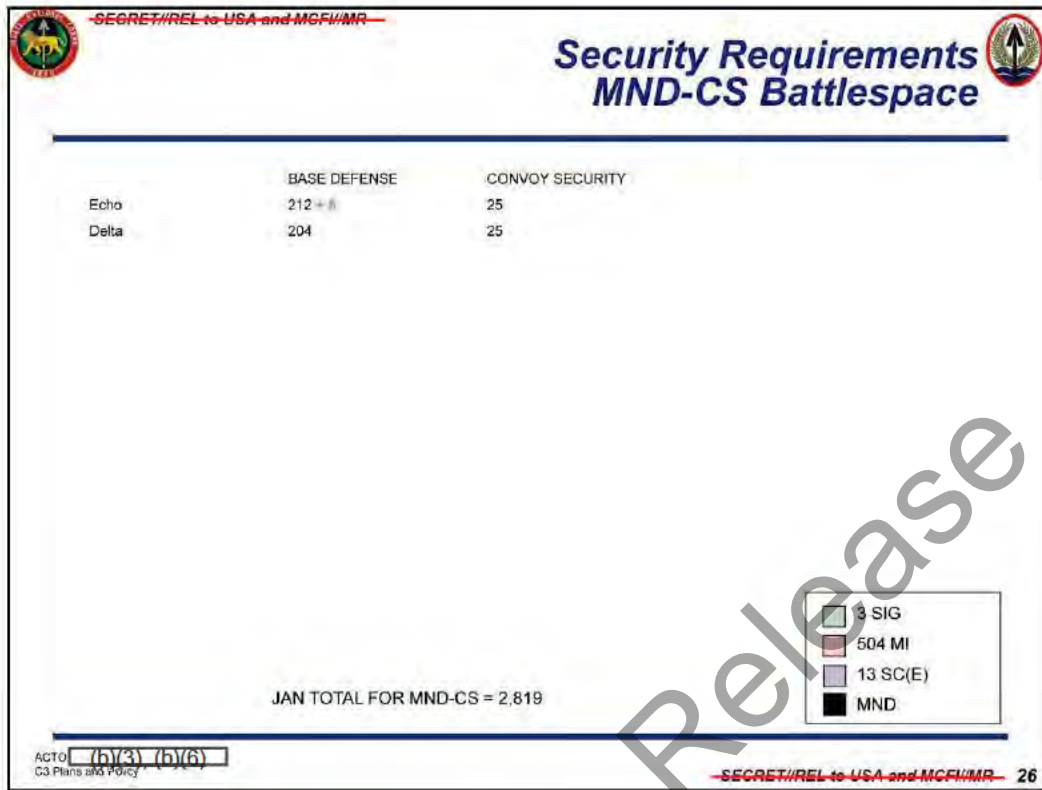 SECRET//REL to USA and MCFI//MR
Security Requirements
MND-CS Battlespace
BASE DEFENSE CONVOY SECURITY
Echo 212 + 25
Delta 204 25
3 SIG
504 MI
13 SC(E)
MND
JAN TOTAL FOR MND-CS = 2,819
Release
ACTO (b)(3), (b)(6)
C3 Plans and Policy
SECRET//REL to USA and MCFI//MR 26